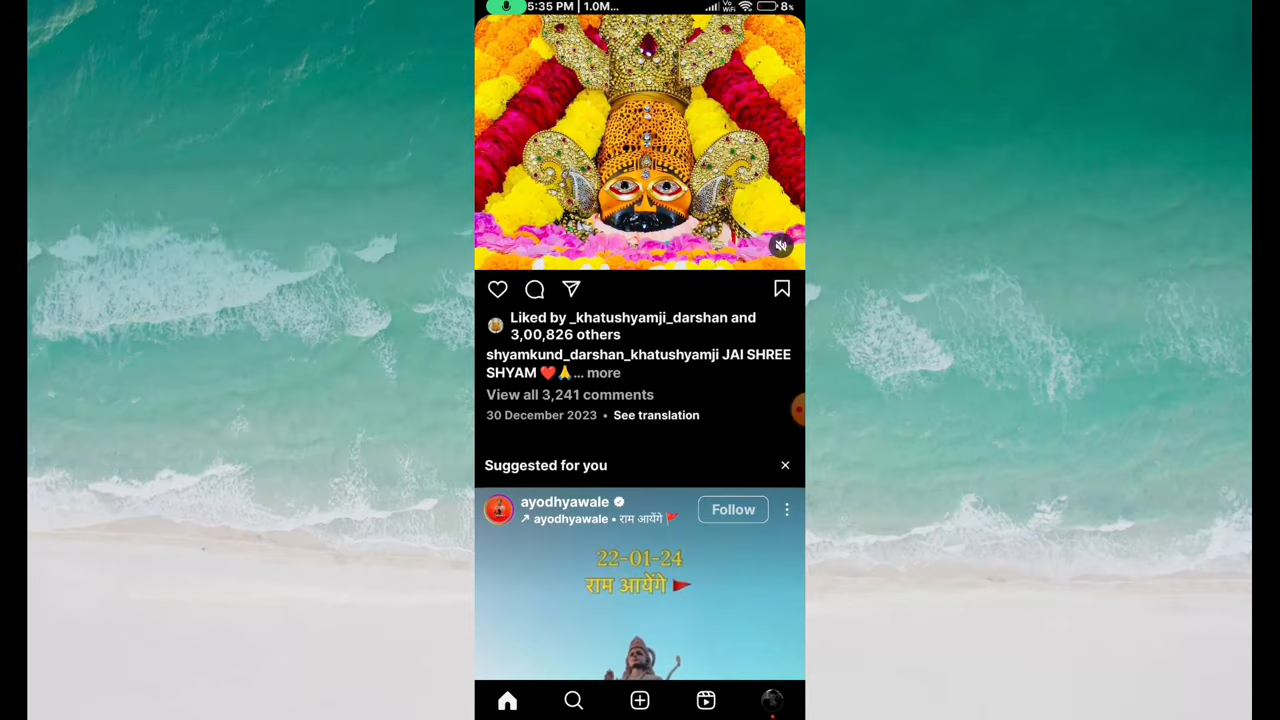 5:35 PM | 1.0M...
Vo WiFi 8%
Liked by _khatushyamji_darshan and
3,00,826 others
shyamkund_darshan_khatushyamji JAI SHREE
SHYAM ❤️🙏... more
View all 3,241 comments
30 December 2023 • See translation
Suggested for you
ayodhyawale
Follow
↗ ayodhyawale • राम आयेंगे 🚩
22-01-24
राम आयेंगे 🚩